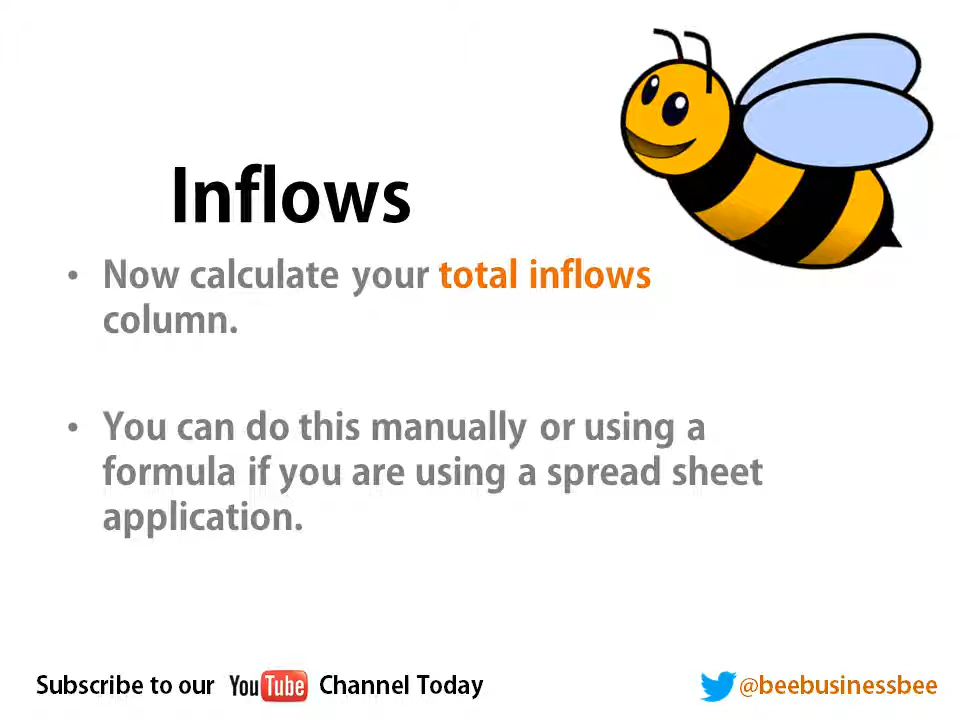 Inflows
• Now calculate your total inflows
column.
• You can do this manually or using a
formula if you are using a spread sheet
application.
Subscribe to our YouTube Channel Today
@beebusinessbee